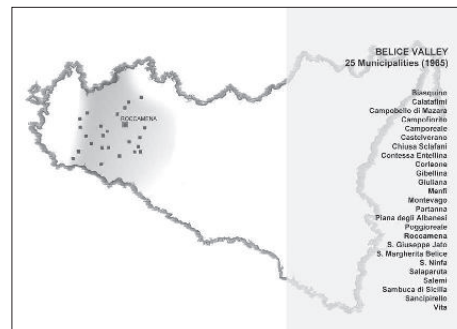 BELICE VALLEY
25 Municipalities (1965)
Bisaquino
Calatafimi
Campobello di Mazara
Campofiorito
Camporeale
Castelvetrano
Chiusa Sclafani
Contessa Entellina
Corleone
Gibellina
Giuliana
Menfi
Montevago
Partanna
Piana degli Albanesi
Poggioreale
Roccamena
S. Giuseppe Jato
S. Margherita Belice
S. Ninfa
Salaparuta
Salemi
Sambuca di Sicilia
Sancipirello
Vita
ROCCAMENA